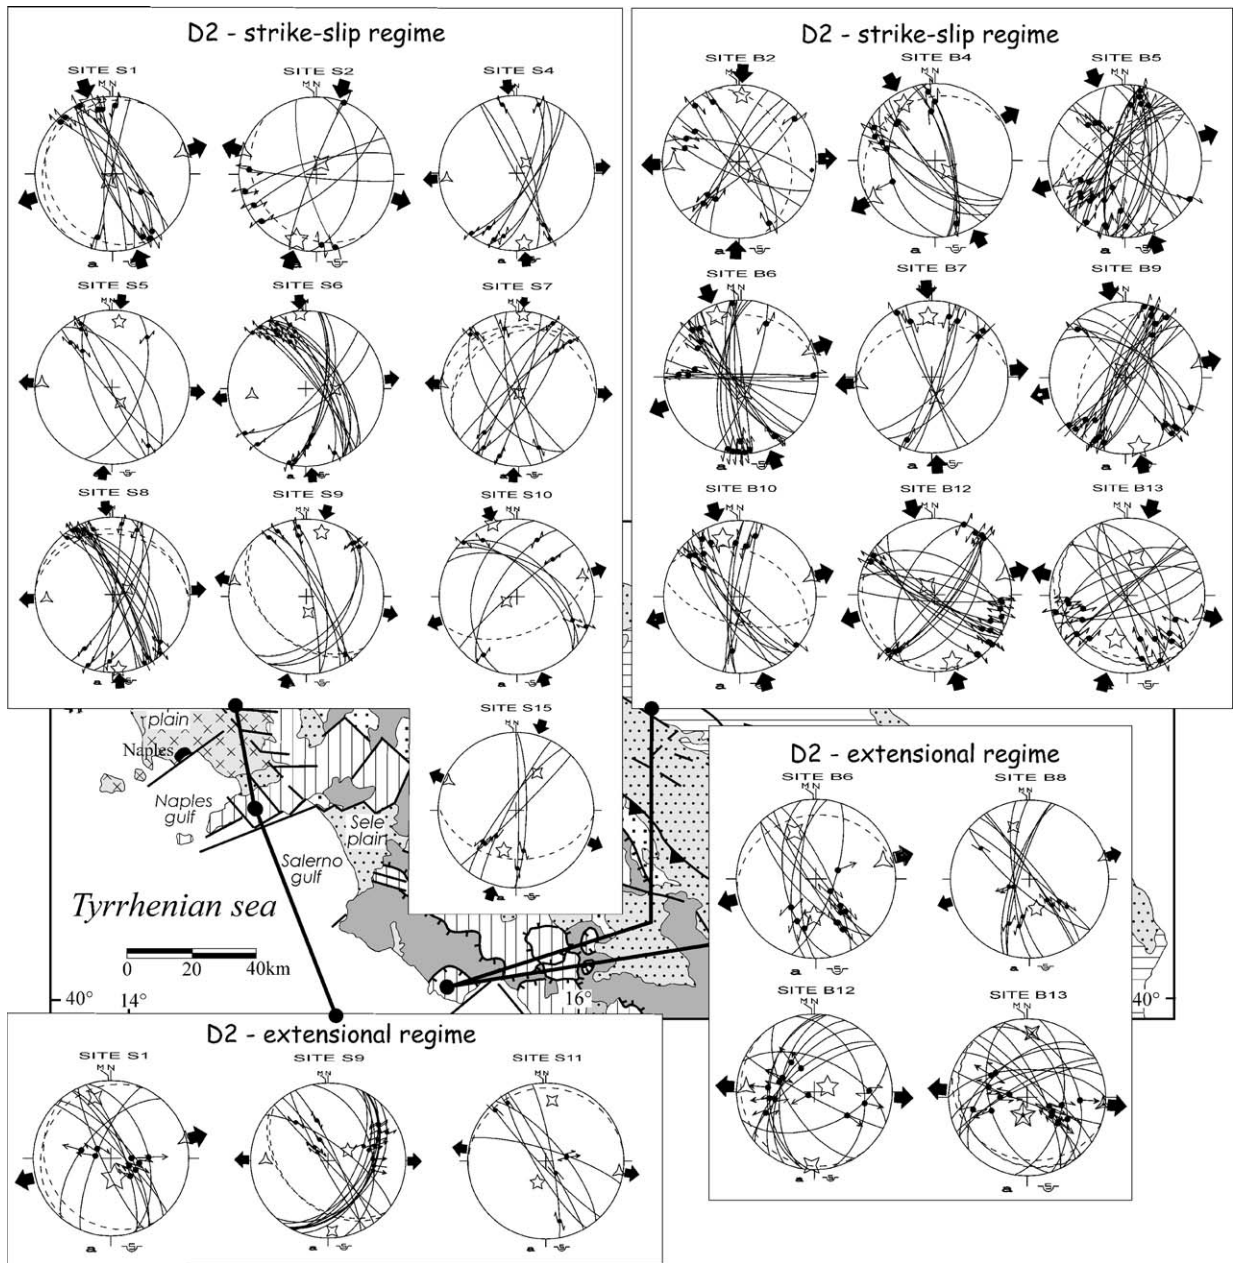 D2 - strike-slip regime
SITE S1
SITE S2
SITE S4
SITE S5
SITE S6
SITE S7
SITE S8
SITE S9
SITE S10
SITE S15
D2 - strike-slip regime
SITE B2
SITE B4
SITE B5
SITE B6
SITE B7
SITE B9
SITE B10
SITE B12
SITE B13
plain
Naples
Naples
gulf
Sele
plain
Salerno
gulf
Tyrrhenian sea
0 20 40km
40° 14°
16°
40°
D2 - extensional regime
SITE B6
SITE B8
SITE B12
SITE B13
D2 - extensional regime
SITE S1
SITE S9
SITE S11